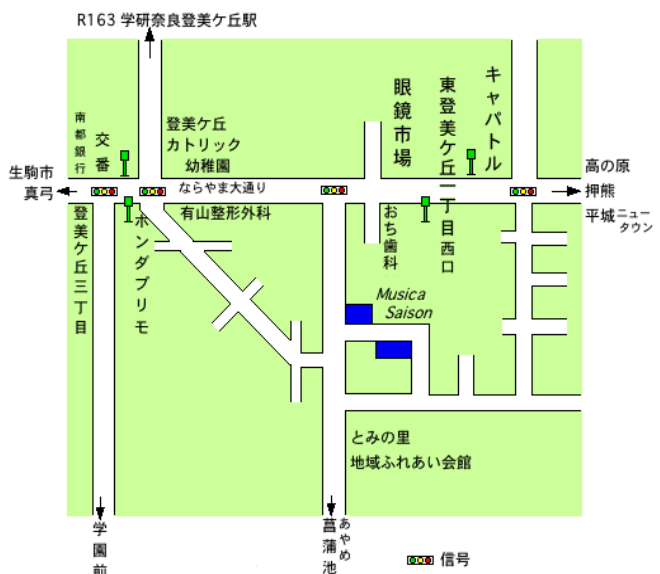 R163 学研奈良登美ケ丘駅
南都銀行
交番
登美ケ丘
カトリック
幼稚園
眼鏡市場
東登美ケ丘一丁目西口
キャパトル
生駒市
真弓
ならやま大通り
高の原
押熊
平城ニュータウン
登美ケ丘三丁目
ホンダプリモ
有山整形外科
おち歯科
Musica
Saison
とみの里
地域ふれあい会館
学園前
菖蒲池
あやめ
信号